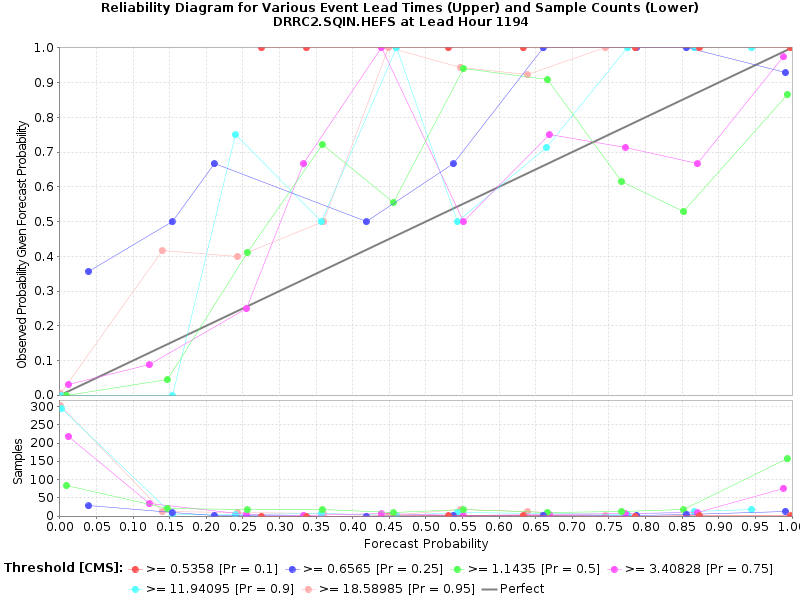 Reliability Diagram for Various Event Lead Times (Upper) and Sample Counts (Lower)
DRRC2.SQIN.HEFS at Lead Hour 1194
Observed Probability Given Forecast Probability
1.0
0.9
0.8
0.7
0.6
0.5
0.4
0.3
0.2
0.1
0.0
Samples
300
250
200
150
100
50
0
0.00 0.05 0.10 0.15 0.20 0.25 0.30 0.35 0.40 0.45 0.50 0.55 0.60 0.65 0.70 0.75 0.80 0.85 0.90 0.95 1.0
Forecast Probability
Threshold [CMS]: >= 0.5358 [Pr = 0.1] >= 0.6565 [Pr = 0.25] >= 1.1435 [Pr = 0.5] >= 3.40828 [Pr = 0.75]
>= 11.94095 [Pr = 0.9] >= 18.58985 [Pr = 0.95] Perfect